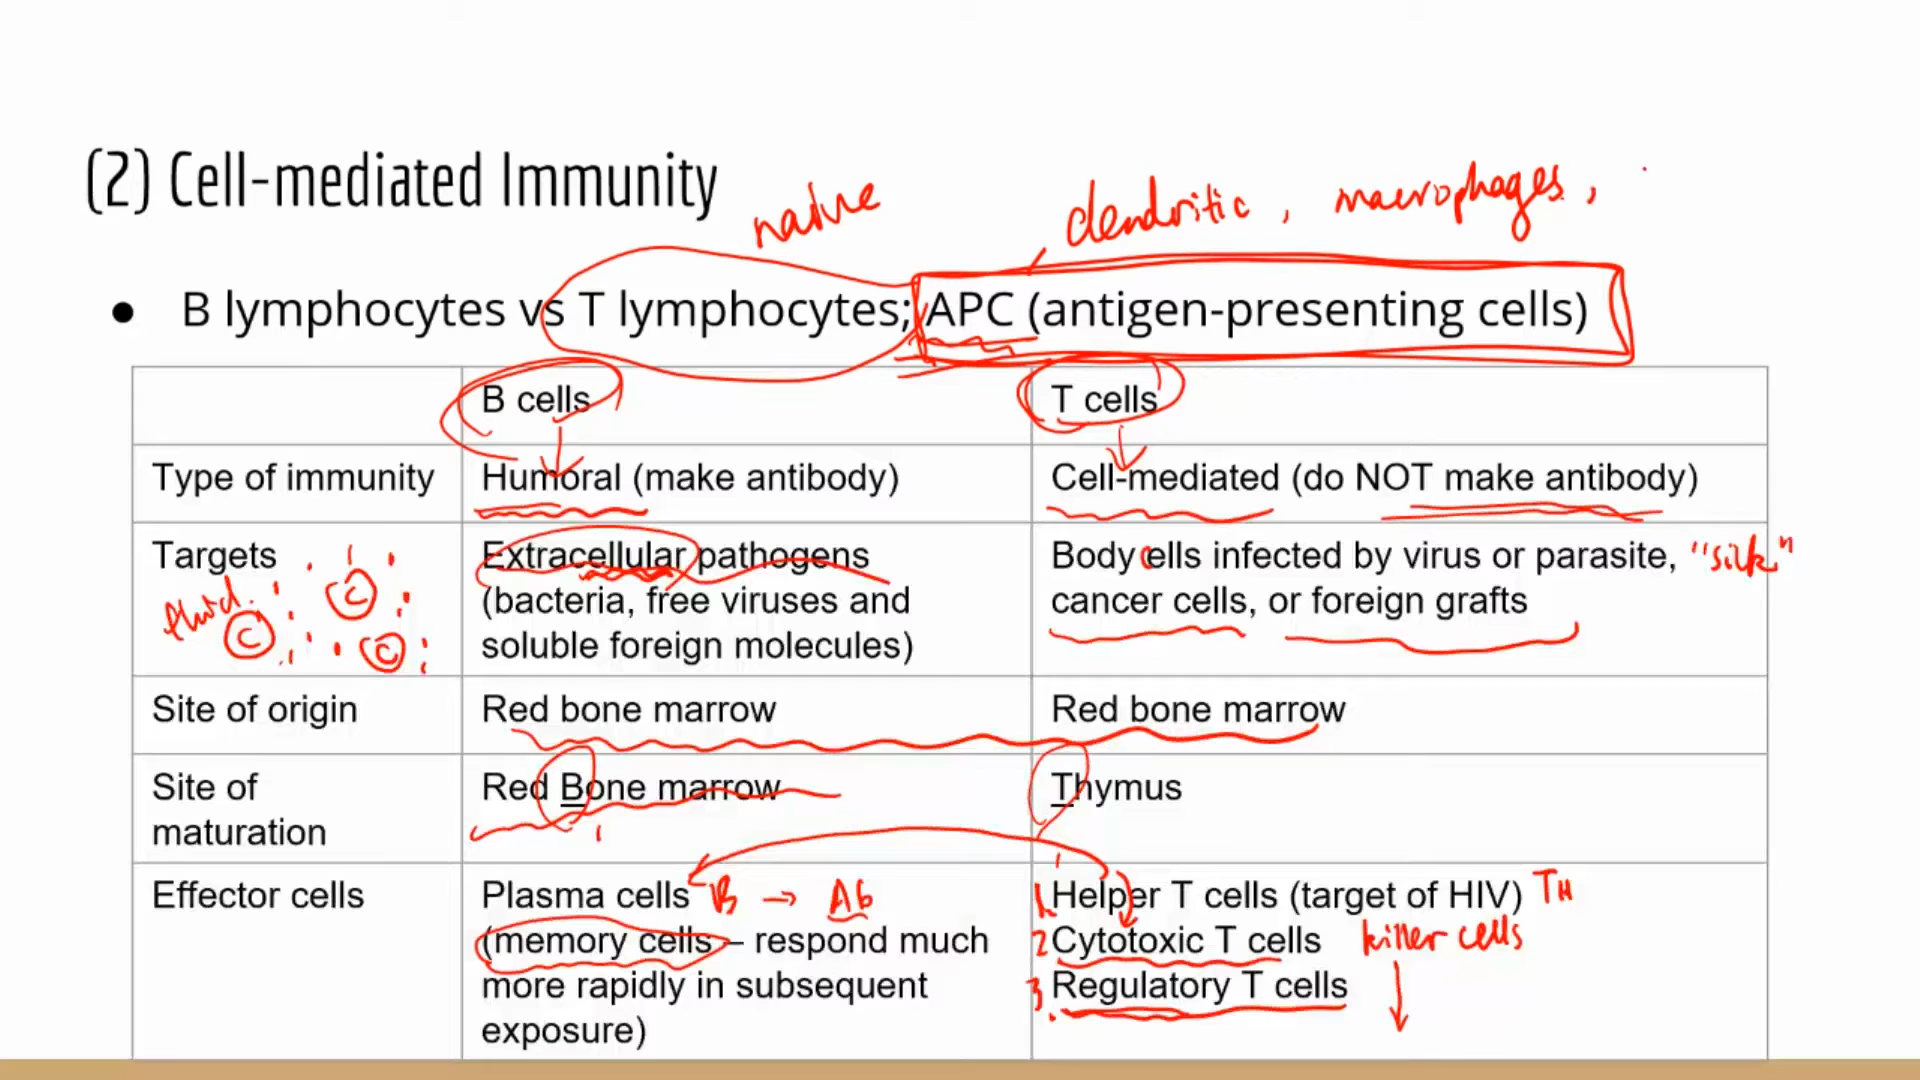 (2) Cell-mediated Immunity
naive
dendritic, macrophages,
● B lymphocytes vs T lymphocytes; APC (antigen-presenting cells)
B cells T cells
Type of immunity Humoral (make antibody) Cell-mediated (do NOT make antibody)
Targets Extracellular pathogens Body cells infected by virus or parasite, "sick"
fluid (bacteria, free viruses and cancer cells, or foreign grafts
C C C soluble foreign molecules)
Site of origin Red bone marrow Red bone marrow
Site of Red Bone marrow Thymus
maturation
Effector cells Plasma cells B → Ab 1. Helper T cells (target of HIV) TH
(memory cells – respond much 2 Cytotoxic T cells killer cells
more rapidly in subsequent 3. Regulatory T cells
exposure)